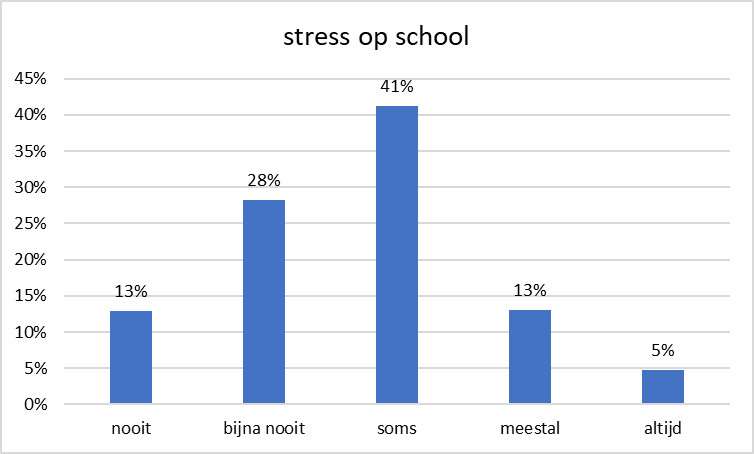 stress op school
45%
40%
35%
30%
25%
20%
15%
10%
5%
0%
13%
28%
41%
13%
5%
nooit
bijna nooit
soms
meestal
altijd